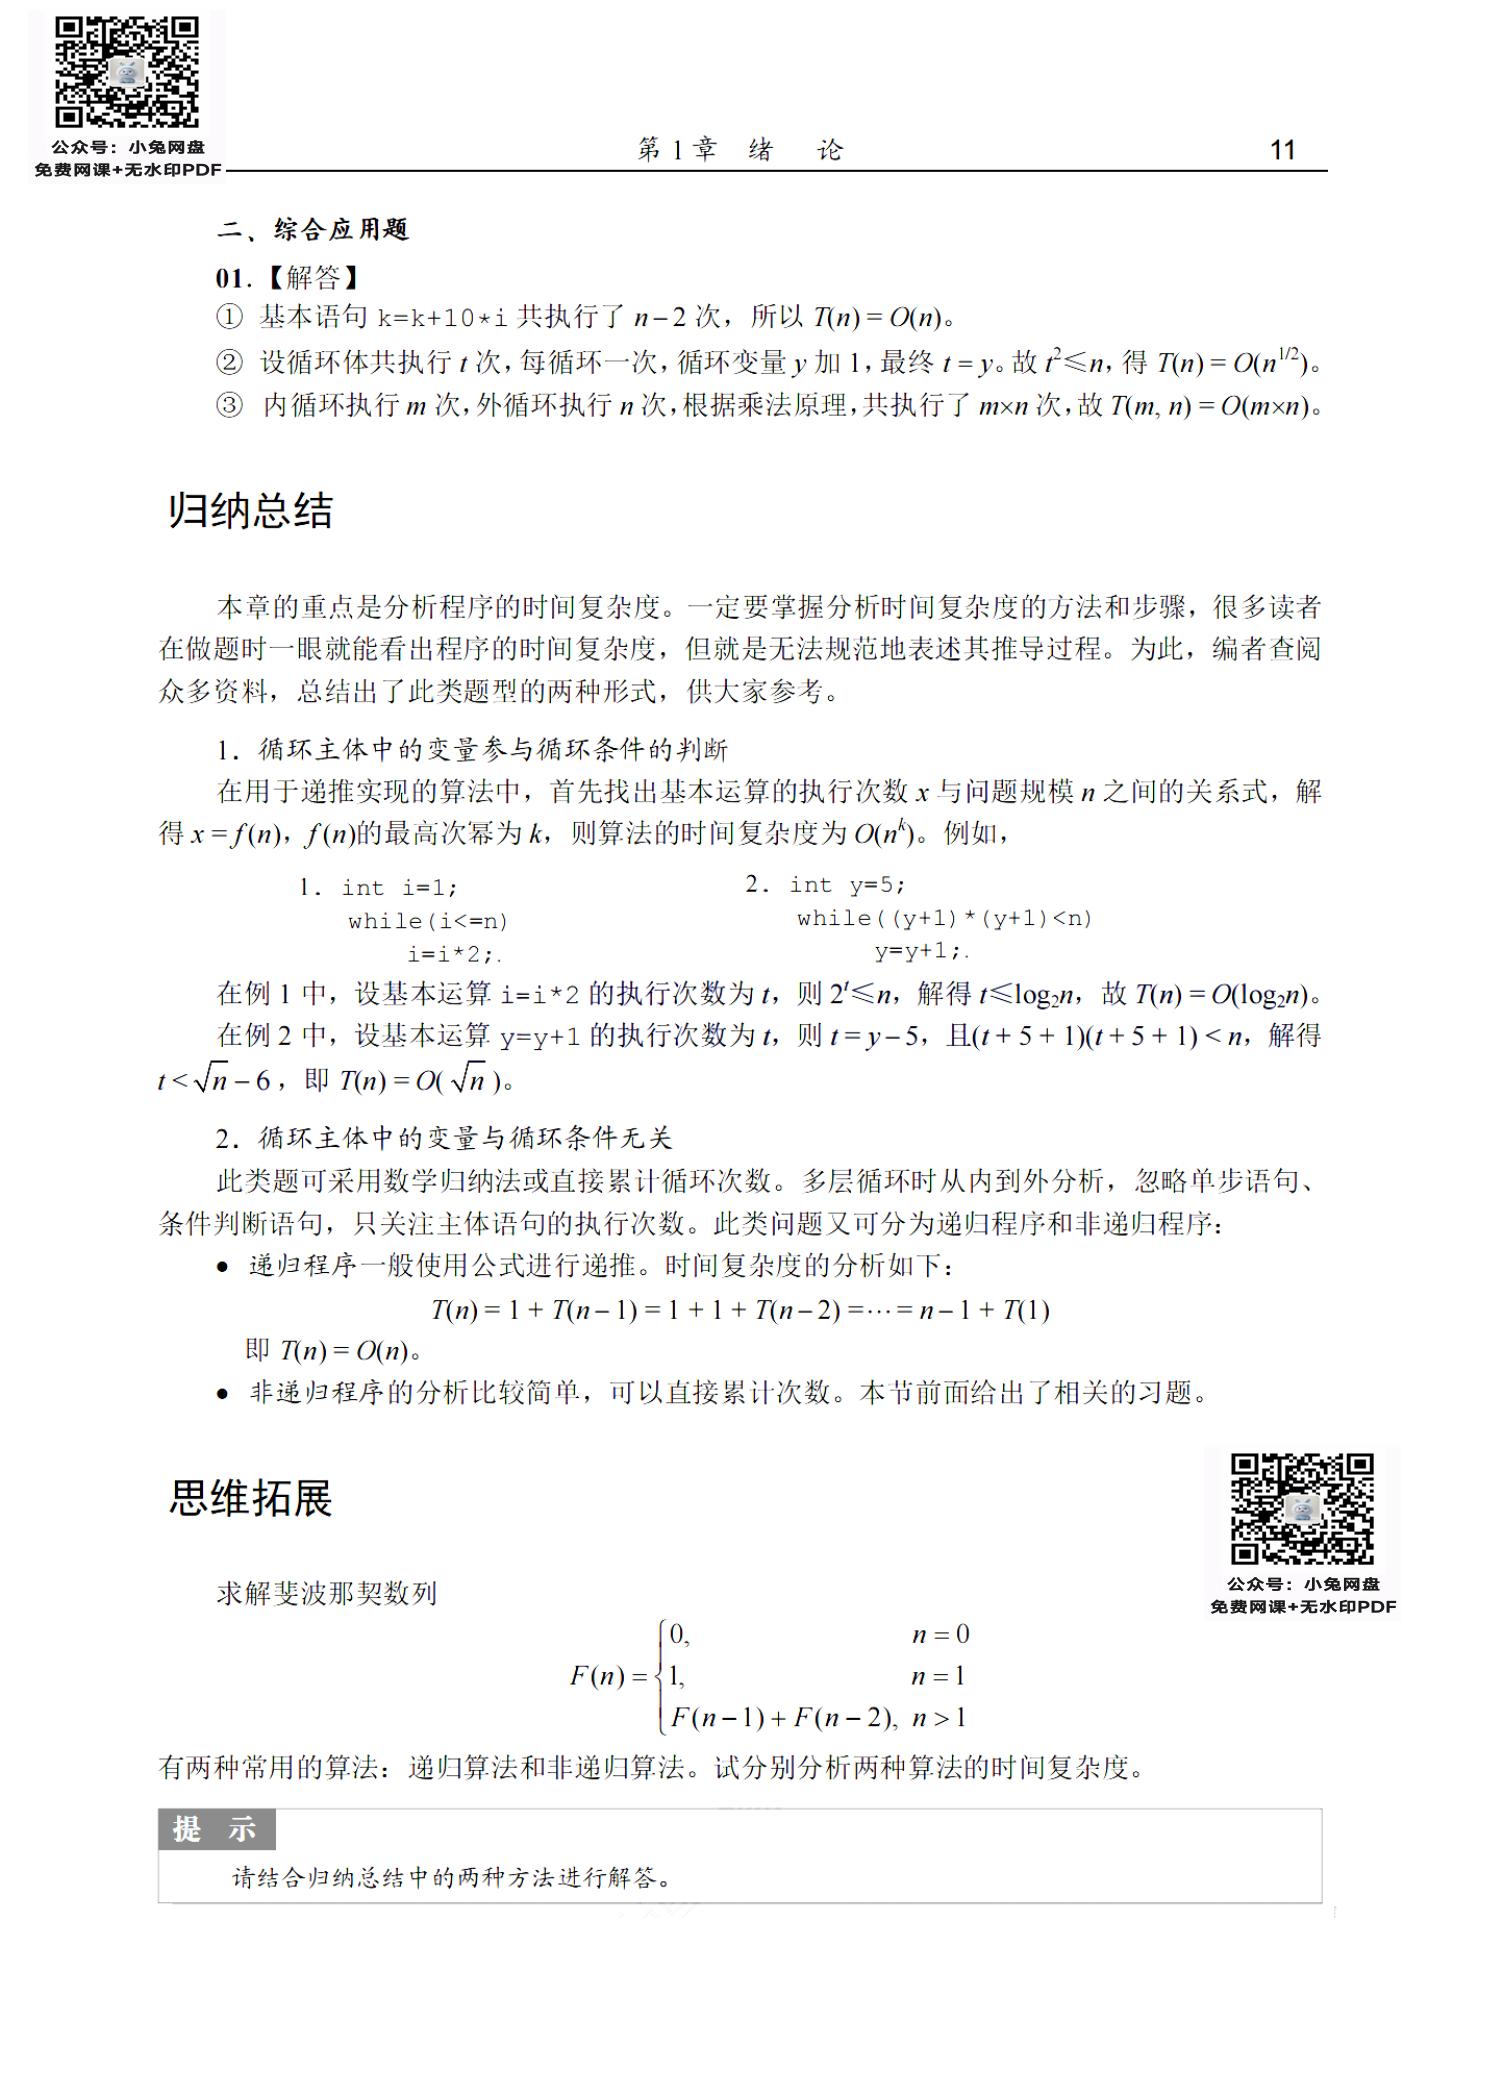 公众号：小兔网盘
免费网课+无水印PDF
第 1 章 绪 论 11
二、综合应用题
01.【解答】
① 基本语句 k=k+10*i 共执行了 n－2 次，所以 T(n) = O(n)。
② 设循环体共执行 t 次，每循环一次，循环变量 y 加 1，最终 t = y。故 t²≤n，得 T(n) = O(n^{1/2})。
③ 内循环执行 m 次，外循环执行 n 次，根据乘法原理，共执行了 m×n 次，故 T(m, n) = O(m×n)。
归纳总结
本章的重点是分析程序的时间复杂度。一定要掌握分析时间复杂度的方法和步骤，很多读者
在做题时一眼就能看出程序的时间复杂度，但就是无法规范地表述其推导过程。为此，编者查阅
众多资料，总结出了此类题型的两种形式，供大家参考。
1．循环主体中的变量参与循环条件的判断
在用于递推实现的算法中，首先找出基本运算的执行次数 x 与问题规模 n 之间的关系式，解
得 x = f (n)，f (n)的最高次幂为 k，则算法的时间复杂度为 O(n^k)。例如，
1. int i=1;
while(i<=n)
i=i*2;.
2. int y=5;
while((y+1)*(y+1)<n)
y=y+1;.
在例 1 中，设基本运算 i=i*2 的执行次数为 t，则 2^t≤n，解得 t≤log₂n，故 T(n) = O(log₂n)。
在例 2 中，设基本运算 y=y+1 的执行次数为 t，则 t = y – 5，且(t + 5 + 1)(t + 5 + 1) < n，解得
t < √n – 6，即 T(n) = O( √n )。
2．循环主体中的变量与循环条件无关
此类题可采用数学归纳法或直接累计循环次数。多层循环时从内到外分析，忽略单步语句、
条件判断语句，只关注主体语句的执行次数。此类问题又可分为递归程序和非递归程序：
● 递归程序一般使用公式进行递推。时间复杂度的分析如下：
T(n) = 1 + T(n – 1) = 1 + 1 + T(n – 2) =⋯ = n – 1 + T(1)
即 T(n) = O(n)。
● 非递归程序的分析比较简单，可以直接累计次数。本节前面给出了相关的习题。
思维拓展
公众号：小兔网盘
免费网课+无水印PDF
求解斐波那契数列
F(n) = { 0, n = 0
1, n = 1
F(n – 1) + F(n – 2), n > 1
有两种常用的算法：递归算法和非递归算法。试分别分析两种算法的时间复杂度。
提 示
请结合归纳总结中的两种方法进行解答。